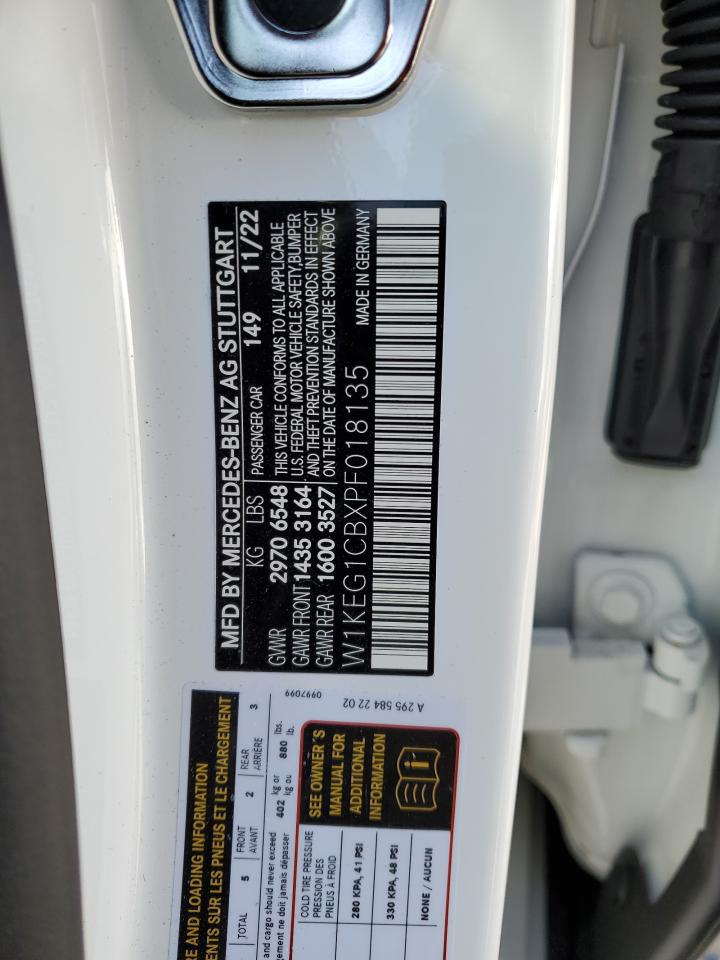 MFD BY MERCEDES-BENZ AG STUTTGART
KG LBS PASSENGER CAR 149 11/22
GVWR 2970 6548 THIS VEHICLE CONFORMS TO ALL APPLICABLE
U.S. FEDERAL MOTOR VEHICLE SAFETY,BUMPER
GAWR FRONT 1435 3164 AND THEFT PREVENTION STANDARDS IN EFFECT
GAWR REAR 1600 3527 ON THE DATE OF MANUFACTURE SHOWN ABOVE
W1KEG1CBXPF018135 MADE IN GERMANY
RE AND LOADING INFORMATION
ENTS SUR LES PNEUS ET LE CHARGEMENT
TOTAL 5 FRONT 2 REAR 3
AVANT ARRIÈRE
and cargo should never exceed 402 kg or 880 lbs.
gement ne doit jamais dépasser kg ou lb.
0997099
COLD TIRE PRESSURE
PRESSION DES
PNEUS À FROID
280 KPA, 41 PSI
330 KPA, 48 PSI
NONE / AUCUN
SEE OWNER'S
MANUAL FOR
ADDITIONAL
INFORMATION
A 295 584 22 02